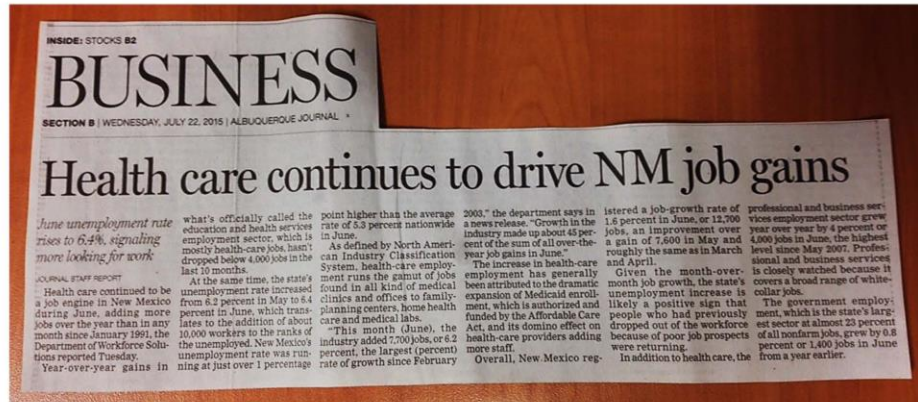 INSIDE: STOCKS B2
BUSINESS
SECTION B | WEDNESDAY, JULY 22, 2015 | ALBUQUERQUE JOURNAL
Health care continues to drive NM job gains
June unemployment rate
rises to 6.4%, signaling
more looking for work
JOURNAL STAFF REPORT
Health care continued to be
a job engine in New Mexico
during June, adding more
jobs over the year than in any
month since January 1991, the
Department of Workforce Solu-
tions reported Tuesday.
Year-over-year gains in
what's officially called the
education and health services
employment sector, which is
mostly health-care jobs, hasn't
dropped below 4,000 jobs in the
last 10 months.
At the same time, the state's
unemployment rate increased
from 6.2 percent in May to 6.4
percent in June, which trans-
lates to the addition of about
10,000 workers to the ranks of
the unemployed. New Mexico's
unemployment rate was run-
ning at just over 1 percentage
point higher than the average
rate of 5.3 percent nationwide
in June.
As defined by North Ameri-
can Industry Classification
System, health-care employ-
ment runs the gamut of jobs
found in all kind of medical
clinics and offices to family-
planning centers, home health
care and medical labs.
"This month (June), the
industry added 7,700 jobs, or 6.2
percent, the largest (percent)
rate of growth since February
2003," the department says in
a news release. "Growth in the
industry made up about 45 per-
cent of the sum of all over-the-
year job gains in June."
The increase in health-care
employment has generally
been attributed to the dramatic
expansion of Medicaid enroll-
ment, which is authorized and
funded by the Affordable Care
Act, and its domino effect on
health-care providers adding
more staff.
Overall, New Mexico reg-
istered a job-growth rate of
1.6 percent in June, or 12,700
jobs, an improvement over
a gain of 7,600 in May and
roughly the same as in March
and April.
Given the month-over-
month job growth, the state's
unemployment increase is
likely a positive sign that
people who had previously
dropped out of the workforce
because of poor job prospects
were returning.
In addition to health care, the
professional and business ser-
vices employment sector grew
year over year by 4 percent or
4,000 jobs in June, the highest
level since May 2007. Profes-
sional and business services
is closely watched because it
covers a broad range of white-
collar jobs.
The government employ-
ment, which is the state's larg-
est sector at almost 23 percent
of all nonfarm jobs, grew by 0.8
percent or 1,400 jobs in June
from a year earlier.